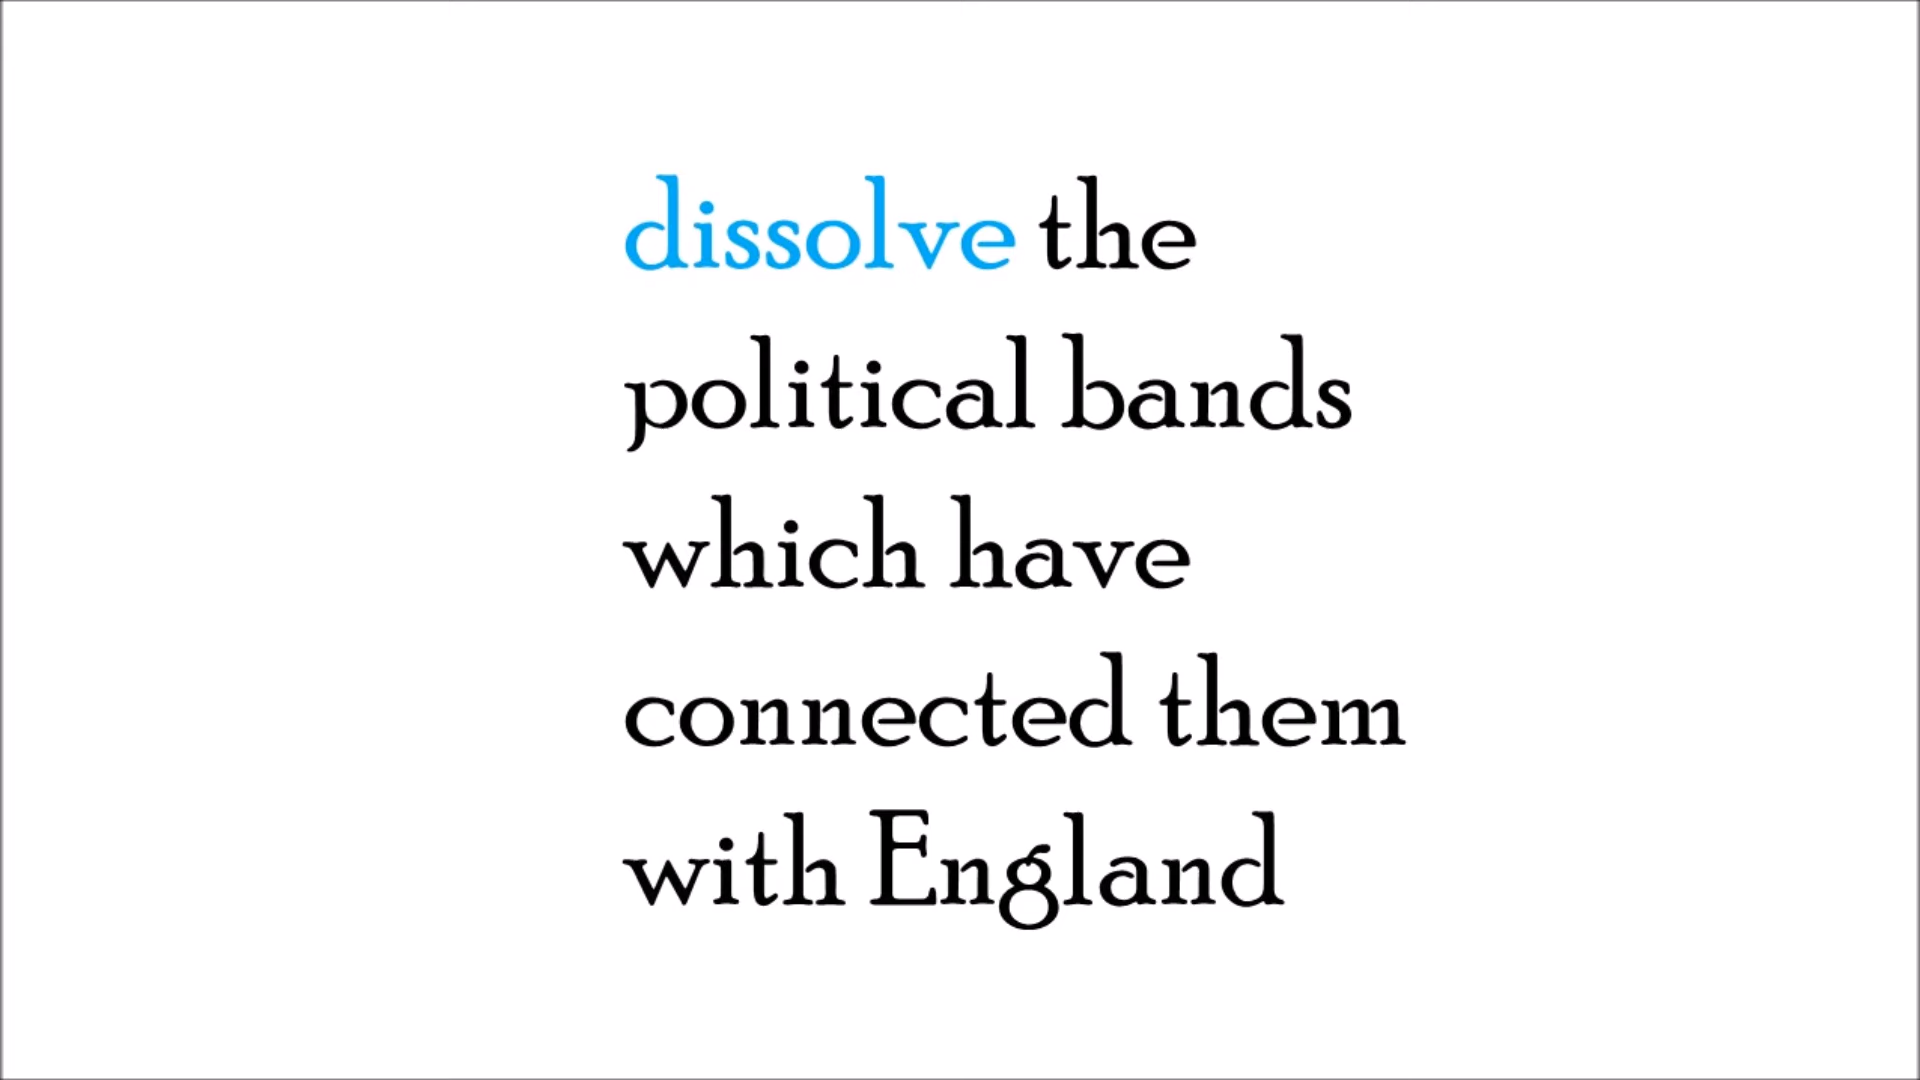 dissolve the
political bands
which have
connected them
with England